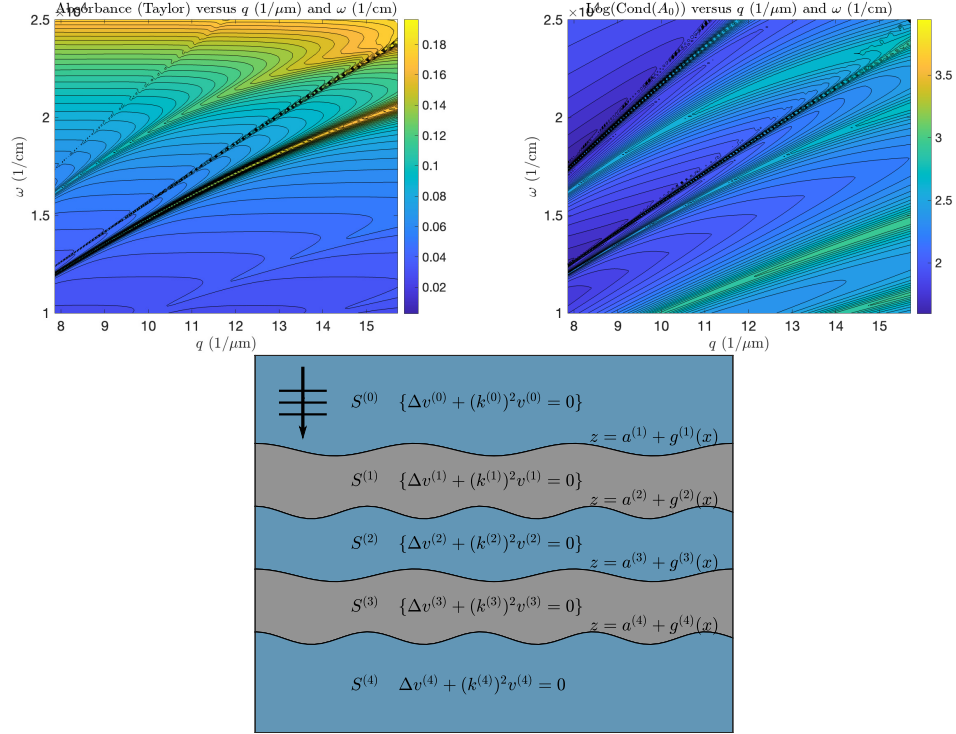 Absorbance (Taylor) versus q (1/μm) and ω (1/cm)
2.5
2
1.5
1
8 9 10 11 12 13 14 15
ω (1/cm)
q (1/μm)
0.18
0.16
0.14
0.12
0.1
0.08
0.06
0.04
0.02
Log(Cond(A₀)) versus q (1/μm) and ω (1/cm)
2.5
2
1.5
1
8 9 10 11 12 13 14 15
ω (1/cm)
q (1/μm)
3.5
3
2.5
2
S⁽⁰⁾ {Δv⁽⁰⁾ + (k⁽⁰⁾)²v⁽⁰⁾ = 0}
z = a⁽¹⁾ + g⁽¹⁾(x)
S⁽¹⁾ {Δv⁽¹⁾ + (k⁽¹⁾)²v⁽¹⁾ = 0}
z = a⁽²⁾ + g⁽²⁾(x)
S⁽²⁾ {Δv⁽²⁾ + (k⁽²⁾)²v⁽²⁾ = 0}
z = a⁽³⁾ + g⁽³⁾(x)
S⁽³⁾ {Δv⁽³⁾ + (k⁽³⁾)²v⁽³⁾ = 0}
z = a⁽⁴⁾ + g⁽⁴⁾(x)
S⁽⁴⁾ Δv⁽⁴⁾ + (k⁽⁴⁾)²v⁽⁴⁾ = 0